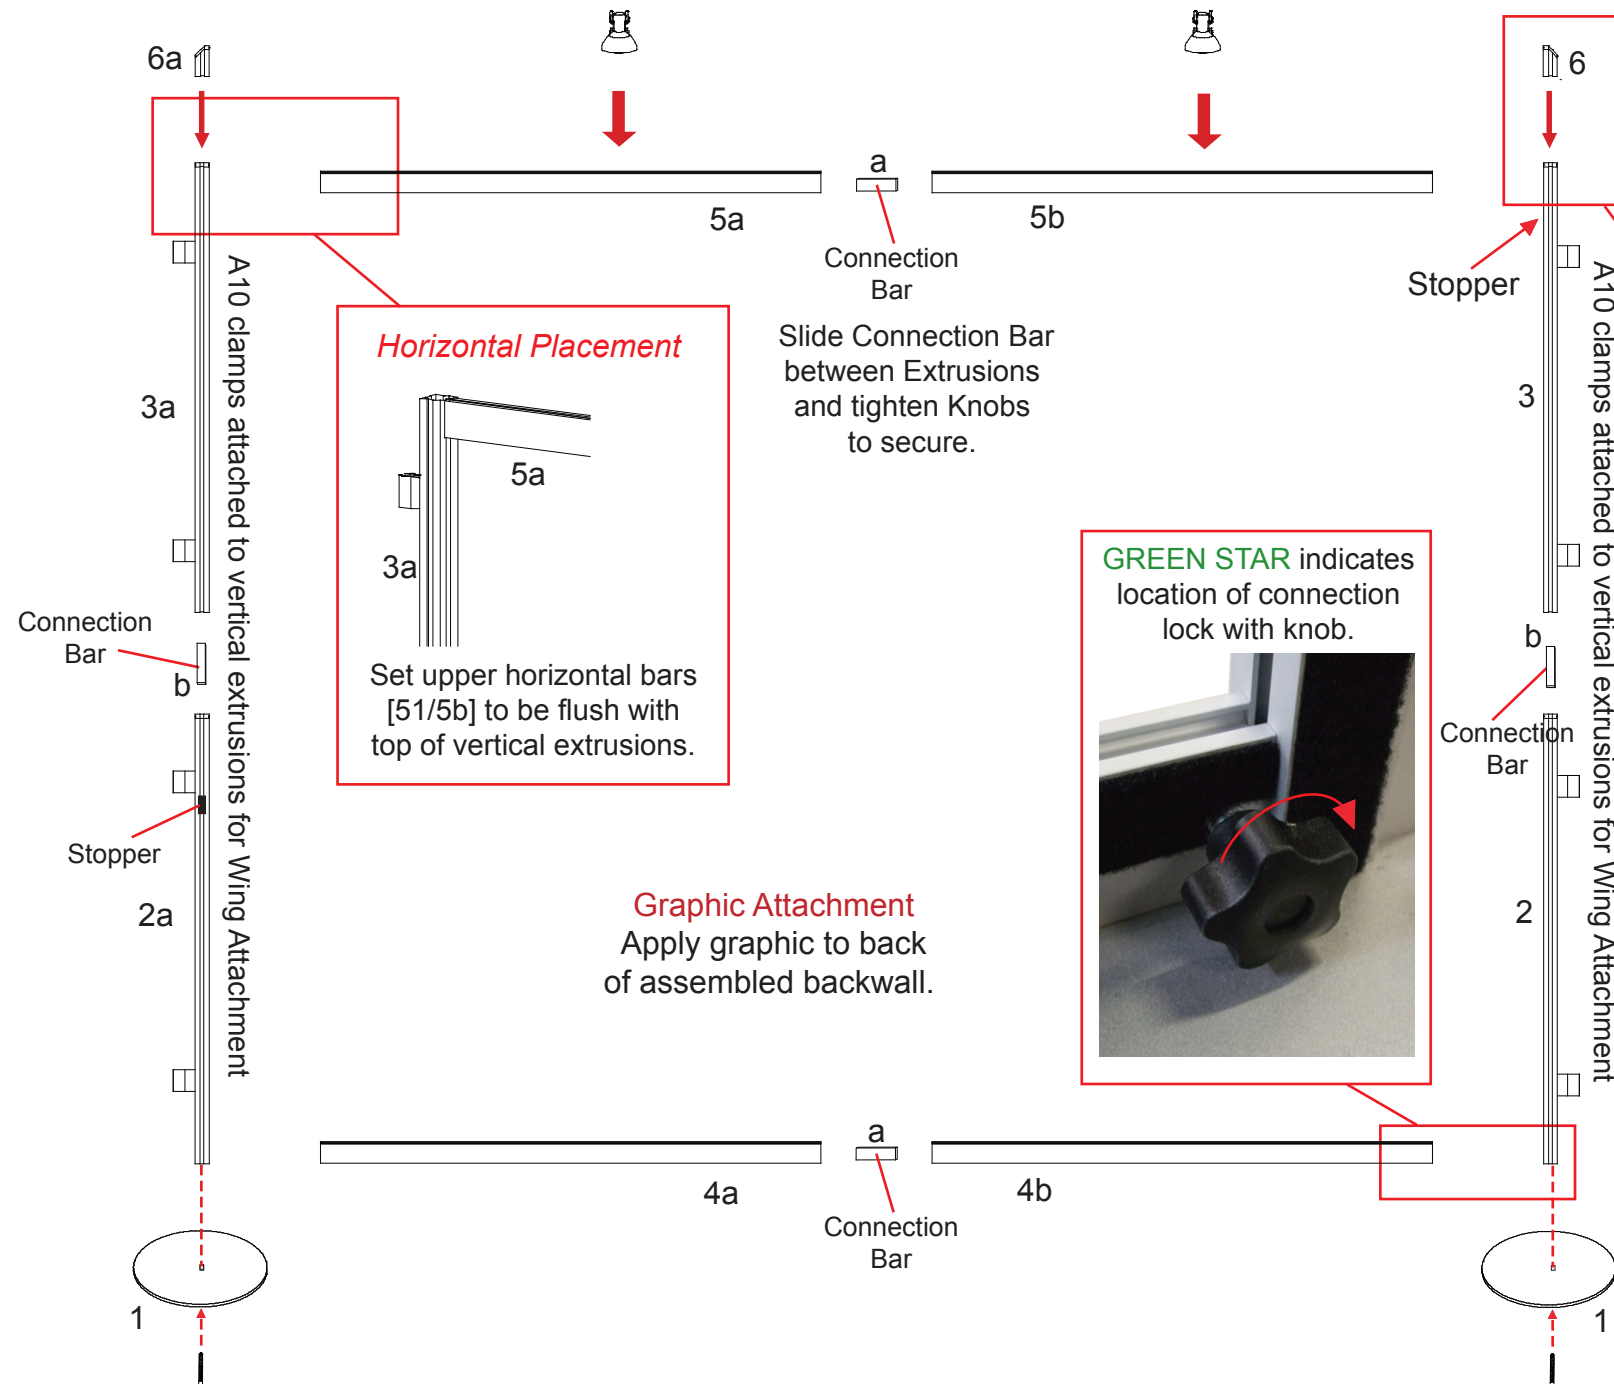 6a
6
a
5a
5b
Connection
Bar
Stopper
Slide Connection Bar
between Extrusions
and tighten Knobs
to secure.
Horizontal Placement
5a
3a
Set upper horizontal bars
[51/5b] to be flush with
top of vertical extrusions.
3a
A10 clamps attached to vertical extrusions for Wing Attachment
3
A10 clamps attached to vertical extrusions for Wing Attachment
GREEN STAR indicates
location of connection
lock with knob.
Connection
Bar
b
b
Connection
Bar
Stopper
2a
2
Graphic Attachment
Apply graphic to back
of assembled backwall.
a
4a
4b
Connection
Bar
1
1